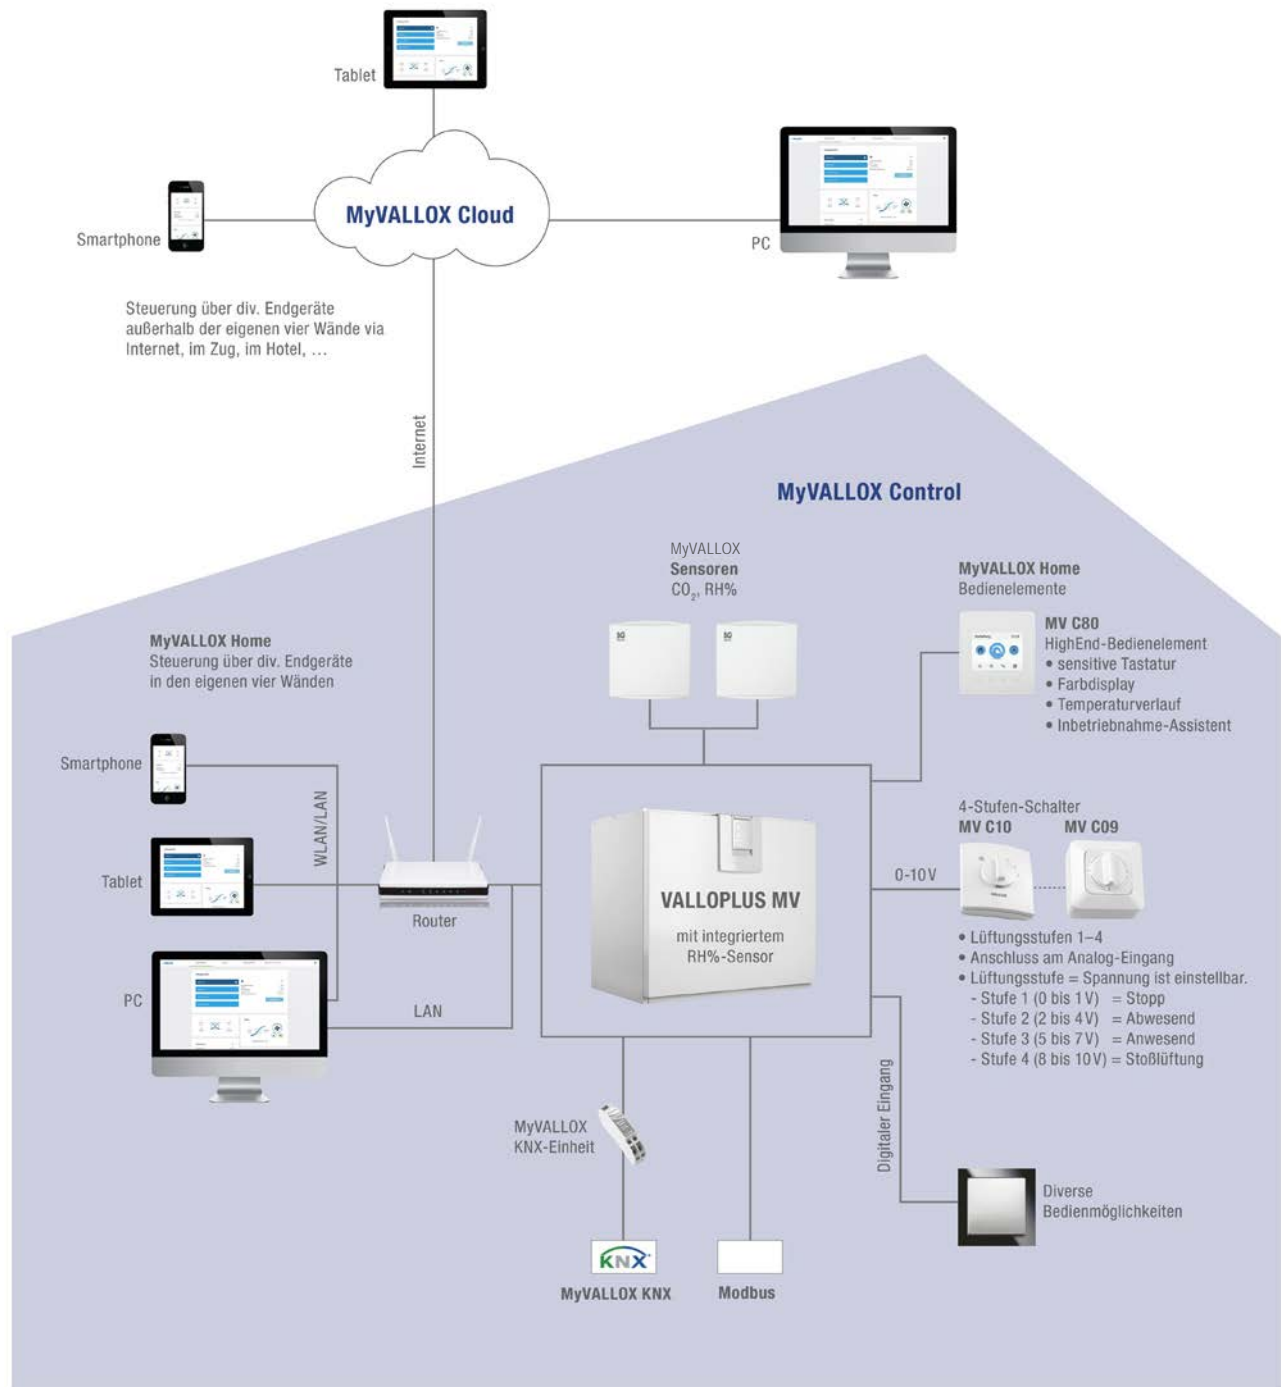 Tablet
MyVALLOX Cloud
Smartphone
PC
Steuerung über div. Endgeräte
außerhalb der eigenen vier Wände via
Internet, im Zug, im Hotel, …
Internet
MyVALLOX Control
MyVALLOX
Sensoren
CO₂, RH%
MyVALLOX Home
Bedienelemente
MV C80
HighEnd-Bedienelement
• sensitive Tastatur
• Farbdisplay
• Temperaturverlauf
• Inbetriebnahme-Assistent
MyVALLOX Home
Steuerung über div. Endgeräte
in den eigenen vier Wänden
Smartphone
WLAN/LAN
Tablet
Router
PC
LAN
VALLOPLUS MV
mit integriertem
RH%-Sensor
0-10 V
4-Stufen-Schalter
MV C10 MV C09
• Lüftungsstufen 1–4
• Anschluss am Analog-Eingang
• Lüftungsstufe = Spannung ist einstellbar.
- Stufe 1 (0 bis 1 V) = Stopp
- Stufe 2 (2 bis 4 V) = Abwesend
- Stufe 3 (5 bis 7 V) = Anwesend
- Stufe 4 (8 bis 10 V) = Stoßlüftung
Digitaler Eingang
MyVALLOX
KNX-Einheit
Diverse
Bedienmöglichkeiten
KNX
MyVALLOX KNX
Modbus